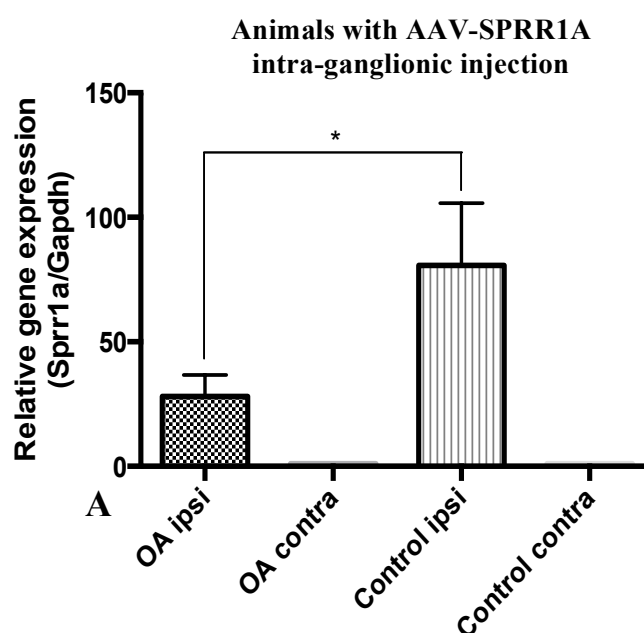 Animals with AAV-SPRR1A
intra-ganglionic injection
Relative gene expression
(Sprr1a/Gapdh)
150
100
50
0
*
A
OA ipsi
OA contra
Control ipsi
Control contra